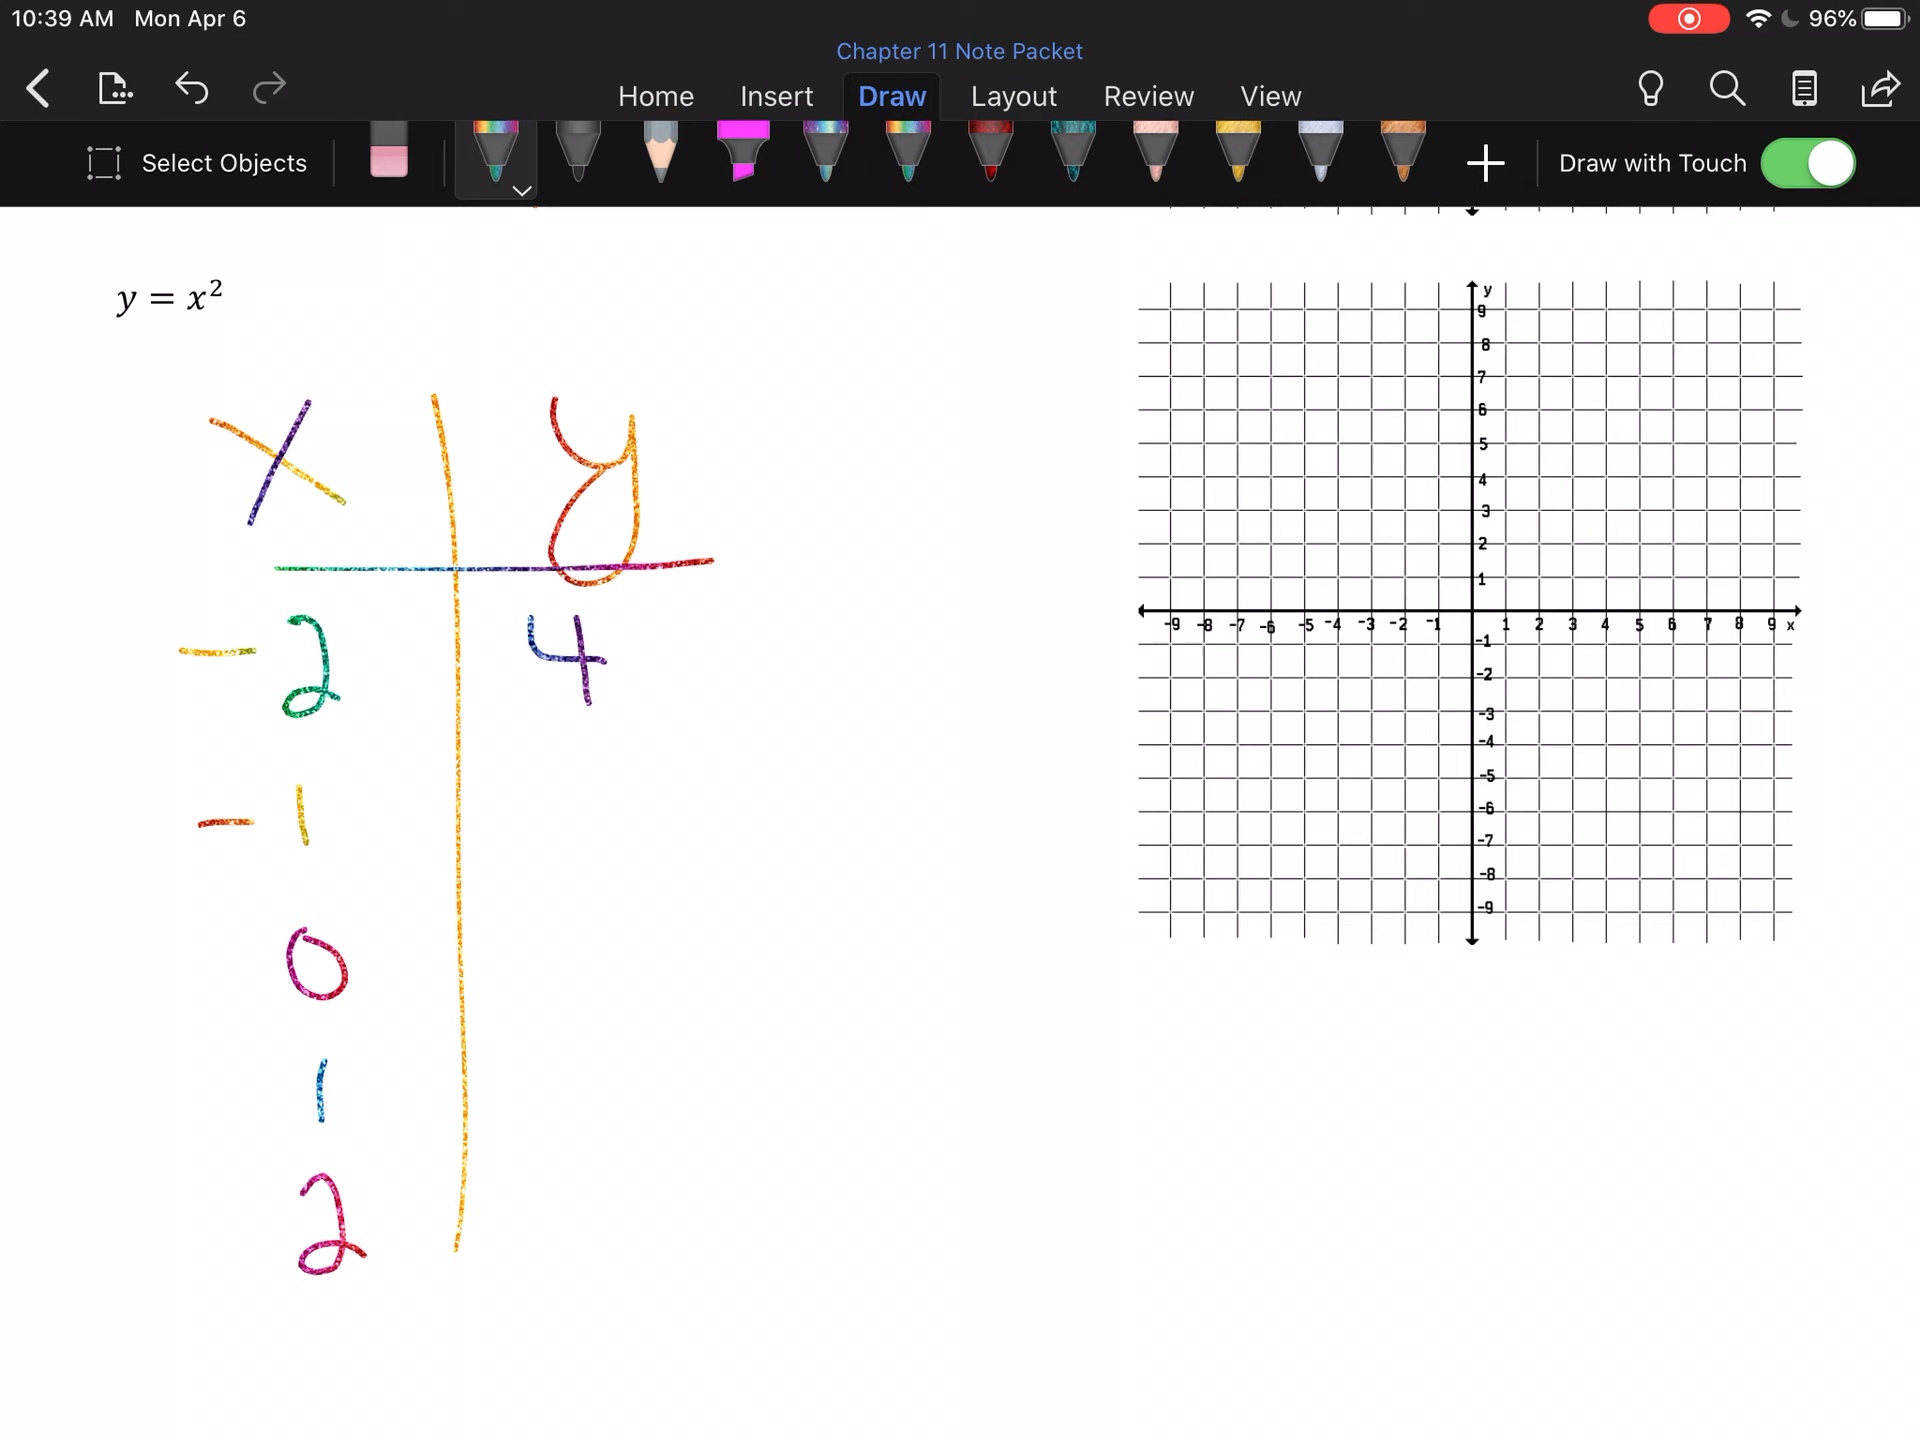 10:39 AM Mon Apr 6 96%
Chapter 11 Note Packet
Home Insert Draw Layout Review View
Select Objects Draw with Touch
y = x²
x y
-2 4
-1
0
1
2
y
9
8
7
6
5
4
3
2
1
-9 -8 -7 -6 -5 -4 -3 -2 -1 1 2 3 4 5 6 7 8 9 x
-1
-2
-3
-4
-5
-6
-7
-8
-9